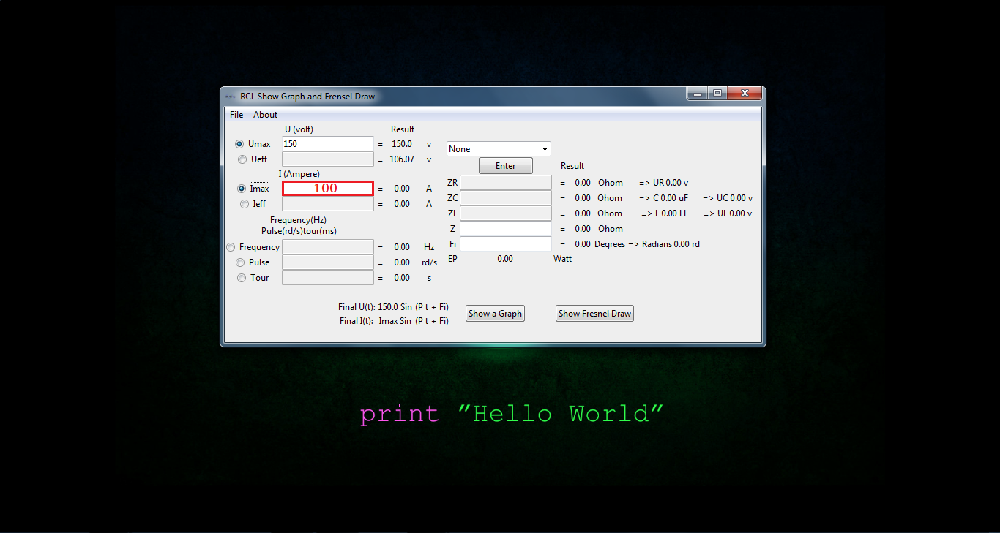 RCL Show Graph and Frensel Draw
File About
U (volt) Result
Umax 150 = 150.0 v
Ueff = 106.07 v
I (Ampere)
Imax 100 = 0.00 A
Ieff = 0.00 A
Frequency(Hz)
Pulse(rd/s)tour(ms)
Frequency = 0.00 Hz
Pulse = 0.00 rd/s
Tour = 0.00 s
None
Enter Result
ZR = 0.00 Ohom => UR 0.00 v
ZC = 0.00 Ohom => C 0.00 uF => UC 0.00 v
ZL = 0.00 Ohom => L 0.00 H => UL 0.00 v
Z = 0.00 Ohom
Fi = 0.00 Degrees => Radians 0.00 rd
EP 0.00 Watt
Final U(t): 150.0 Sin (P t + Fi)
Final I(t): Imax Sin (P t + Fi)
Show a Graph Show Fresnel Draw
print "Hello World"